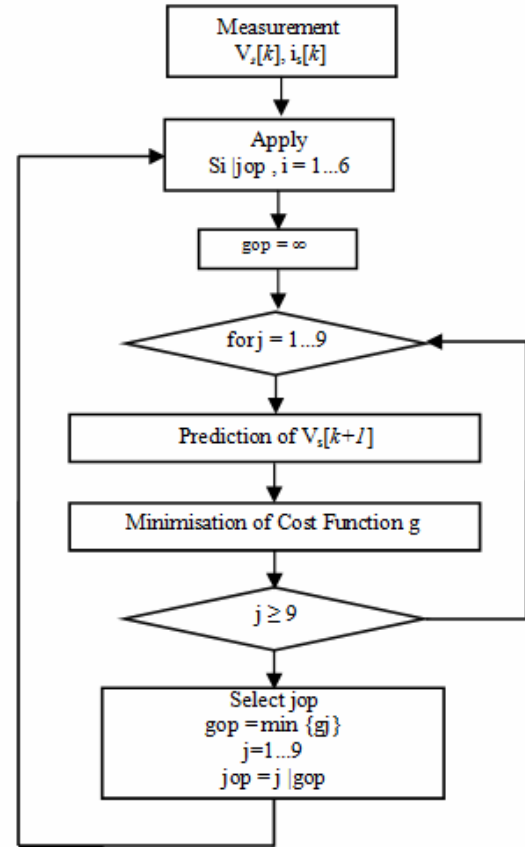 Measurement
Vₛ[k], iₛ[k]
Apply
Si |jop , i = 1...6
gop = ∞
for j = 1...9
Prediction of Vₛ[k+1]
Minimisation of Cost Function g
j ≥ 9
Select jop
gop = min {gj}
j=1...9
jop = j |gop